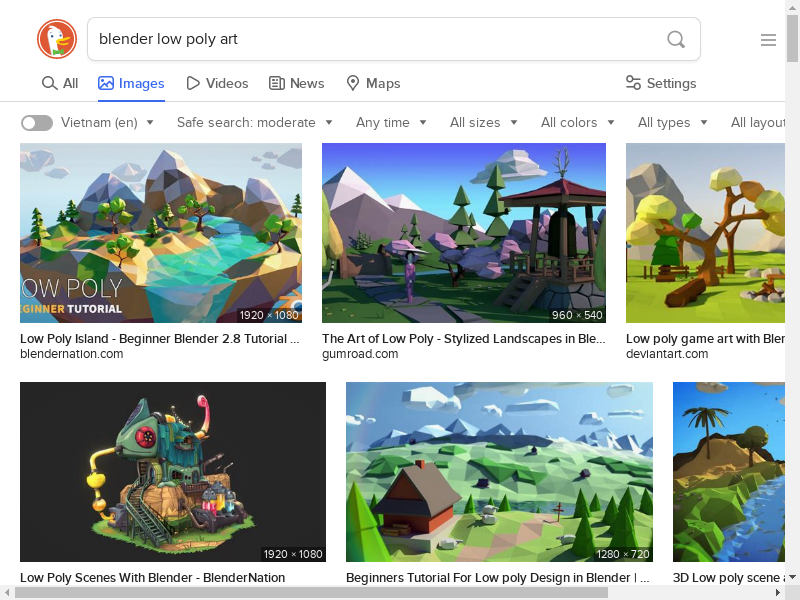 blender low poly art
All
Images
Videos
News
Maps
Settings
Vietnam (en)
Safe search: moderate
Any time
All sizes
All colors
All types
All layout
OW POLY
EGINNER TUTORIAL
1920 × 1080
960 × 540
Low Poly Island - Beginner Blender 2.8 Tutorial ...
blendernation.com
The Art of Low Poly - Stylized Landscapes in Ble...
gumroad.com
Low poly game art with Blen
deviantart.com
1920 × 1080
1280 × 720
Low Poly Scenes With Blender - BlenderNation
Beginners Tutorial For Low poly Design in Blender | ...
3D Low poly scene a